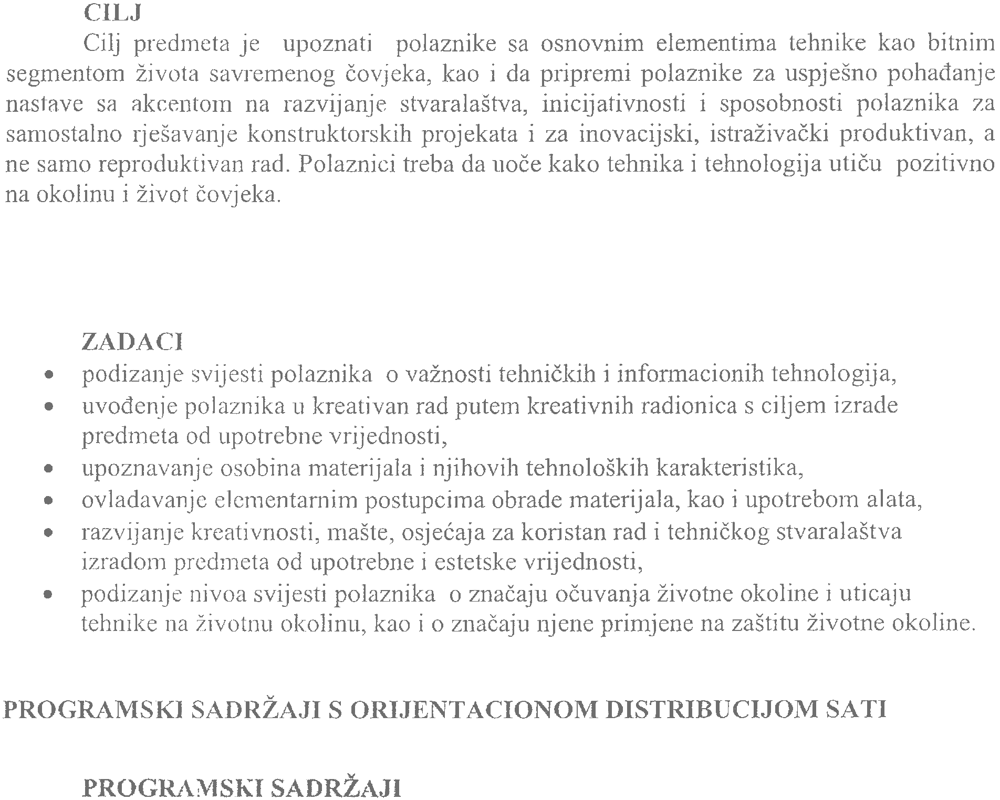 CILJ
Cilj predmeta je upoznati polaznike sa osnovnim elementima tehnike kao bitnim
segmentom života savremenog čovjeka, kao i da pripremi polaznike za uspješno pohađanje
nastave sa akcentom na razvijanje stvaralaštva, inicijativnosti i sposobnosti polaznika za
samostalno rješavanje konstruktorskih projekata i za inovacijski, istraživački produktivan, a
ne samo reproduktivan rad. Polaznici treba da uoče kako tehnika i tehnologija utiču pozitivno
na okolinu i život čovjeka.
ZADACI
• podizanje svijesti polaznika o važnosti tehničkih i informacionih tehnologija,
• uvođenje polaznika u kreativan rad putem kreativnih radionica s ciljem izrade
predmeta od upotrebne vrijednosti,
• upoznavanje osobina materijala i njihovih tehnoloških karakteristika,
• ovladavanje elementarnim postupcima obrade materijala, kao i upotrebom alata,
• razvijanje kreativnosti, mašte, osjećaja za koristan rad i tehničkog stvaralaštva
izradom predmeta od upotrebne i estetske vrijednosti,
• podizanje nivoa svijesti polaznika o značaju očuvanja životne okoline i uticaju
tehnike na životnu okolinu, kao i o značaju njene primjene na zaštitu životne okoline.
PROGRAMSKI SADRŽAJI S ORIJENTACIONOM DISTRIBUCIJOM SATI
PROGRAMSKI SADRŽAJI